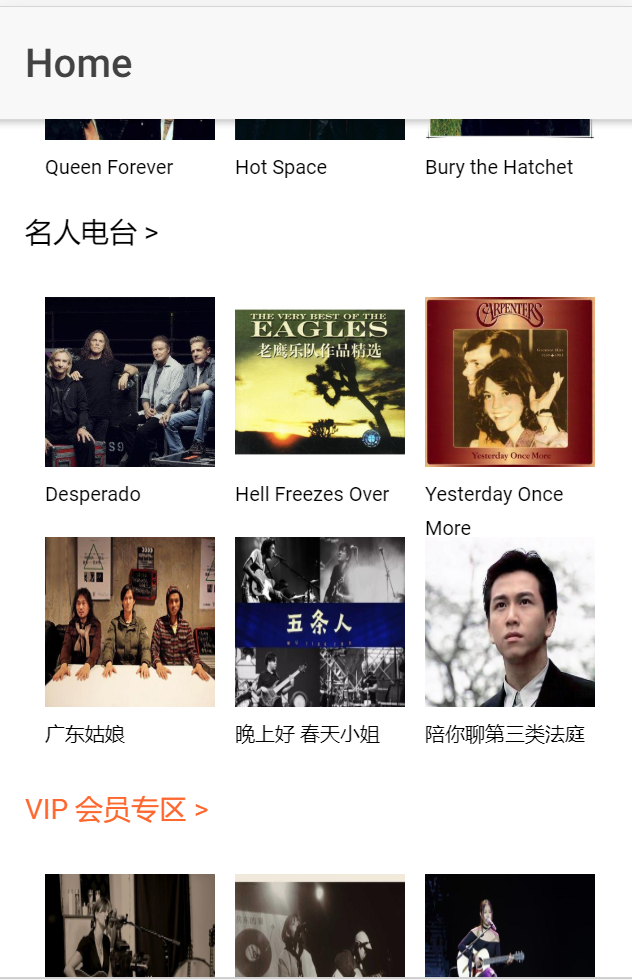 Home
Queen Forever
Hot Space
Bury the Hatchet
名人电台 >
THE VERY BEST OF THE
EAGLES
老鹰乐队作品精选
CARPENTERS
Yesterday Once More
Desperado
Hell Freezes Over
Yesterday Once
More
五条人
广东姑娘
晚上好 春天小姐
陪你聊第三类法庭
VIP 会员专区 >